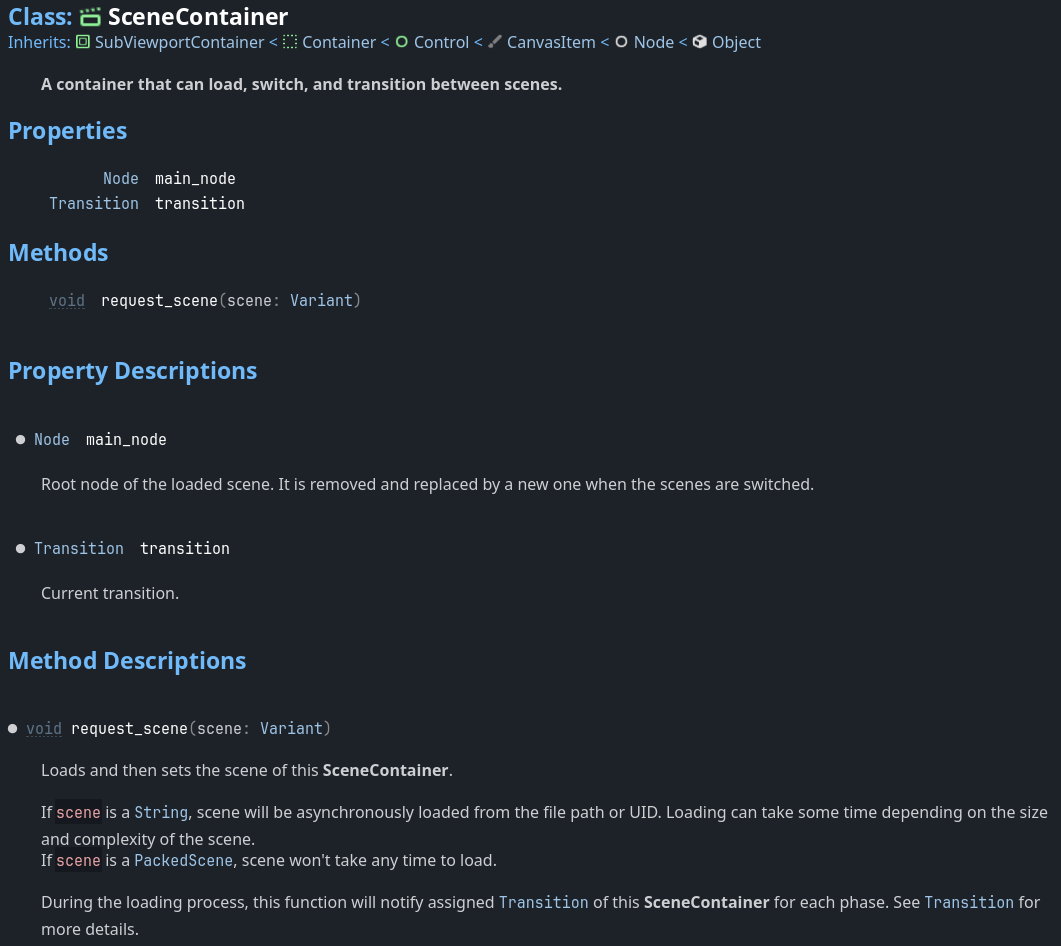 Class: SceneContainer
Inherits: SubViewportContainer < Container < Control < CanvasItem < Node < Object
A container that can load, switch, and transition between scenes.
Properties
Node main_node
Transition transition
Methods
void request_scene(scene: Variant)
Property Descriptions
● Node main_node
Root node of the loaded scene. It is removed and replaced by a new one when the scenes are switched.
● Transition transition
Current transition.
Method Descriptions
● void request_scene(scene: Variant)
Loads and then sets the scene of this SceneContainer.
If scene is a String, scene will be asynchronously loaded from the file path or UID. Loading can take some time depending on the size
and complexity of the scene.
If scene is a PackedScene, scene won't take any time to load.
During the loading process, this function will notify assigned Transition of this SceneContainer for each phase. See Transition for
more details.